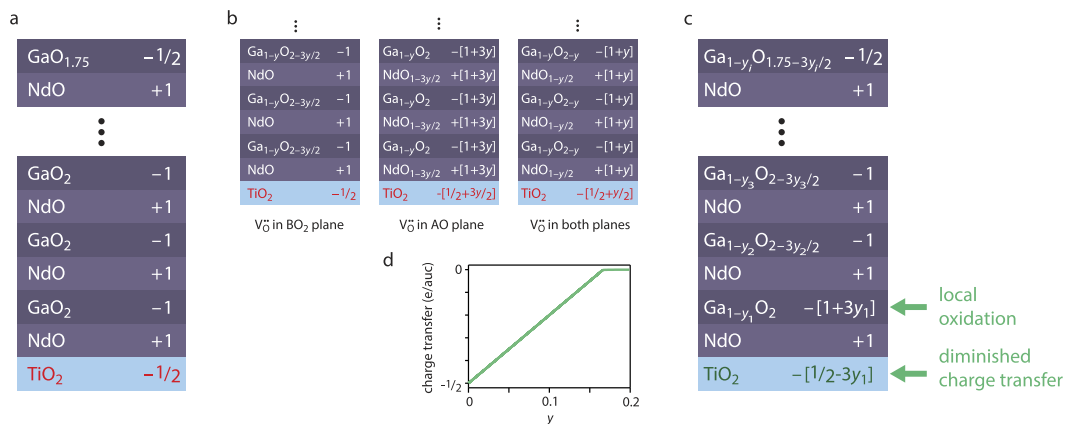 a
GaO1.75 −1/2
NdO +1
⋮
GaO2 −1
NdO +1
GaO2 −1
NdO +1
GaO2 −1
NdO +1
TiO2 −1/2
b
⋮ ⋮ ⋮
Ga1−yO2−3y/2 −1 Ga1−yO2 −[1+3y] Ga1−yO2−y −[1+y]
NdO +1 NdO1−3y/2 +[1+3y] NdO1−y/2 +[1+y]
Ga1−yO2−3y/2 −1 Ga1−yO2 −[1+3y] Ga1−yO2−y −[1+y]
NdO +1 NdO1−3y/2 +[1+3y] NdO1−y/2 +[1+y]
Ga1−yO2−3y/2 −1 Ga1−yO2 −[1+3y] Ga1−yO2−y −[1+y]
NdO +1 NdO1−3y/2 +[1+3y] NdO1−y/2 +[1+y]
TiO2 −1/2 TiO2 -[1/2+3y/2] TiO2 −[1/2+y/2]
VO¨ in BO2 plane VO¨ in AO plane VO¨ in both planes
d
charge transfer (e/auc)
0
-1/2
0 0.1 0.2
y
c
Ga1−yiO1.75−3yi/2 −1/2
NdO +1
⋮
Ga1−y3O2−3y3/2 −1
NdO +1
Ga1−y2O2−3y2/2 −1
NdO +1
Ga1−y1O2 −[1+3y1]
NdO +1
TiO2 −[1/2-3y1]
local
oxidation
diminished
charge transfer